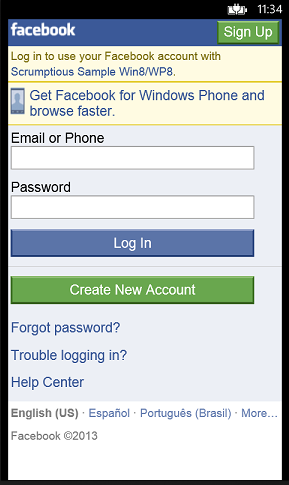 11:34
facebook Sign Up
Log in to use your Facebook account with
Scrumptious Sample Win8/WP8.
Get Facebook for Windows Phone and
browse faster.
Email or Phone
Password
Log In
Create New Account
Forgot password?
Trouble logging in?
Help Center
English (US) · Español · Português (Brasil) · More...
Facebook ©2013